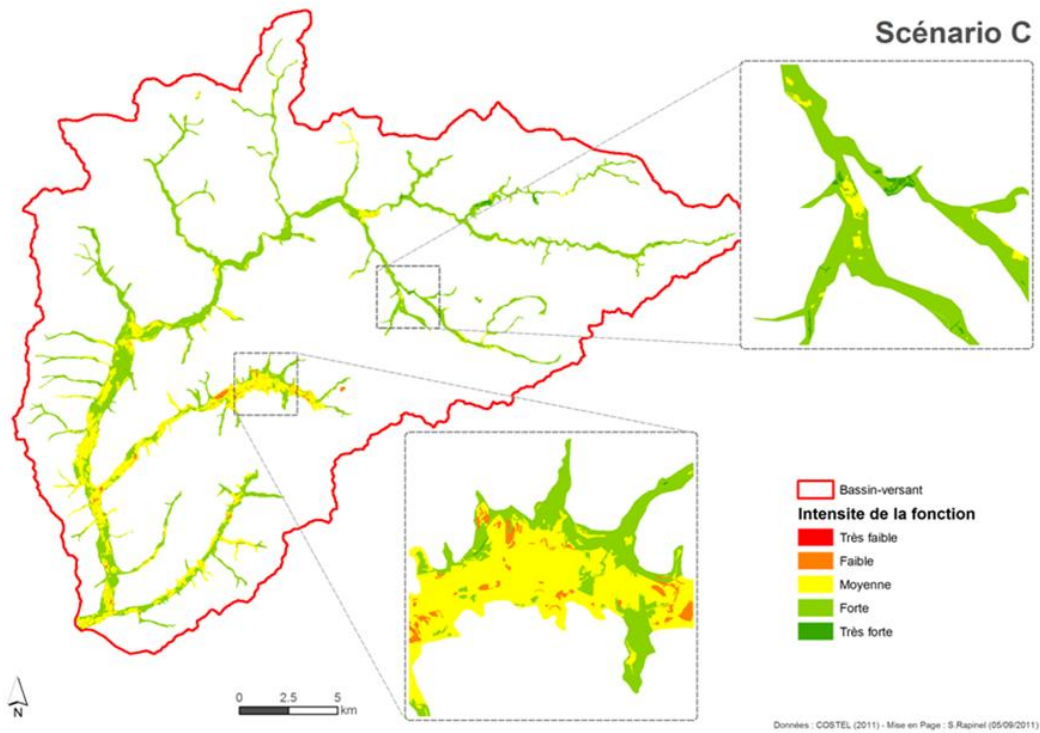 Scénario C
Bassin-versant
Intensite de la fonction
Très faible
Faible
Moyenne
Forte
Très forte
N
0 2.5 5
km
Données : COSTEL (2011) - Mise en Page : S.Rapinel (05/09/2011)